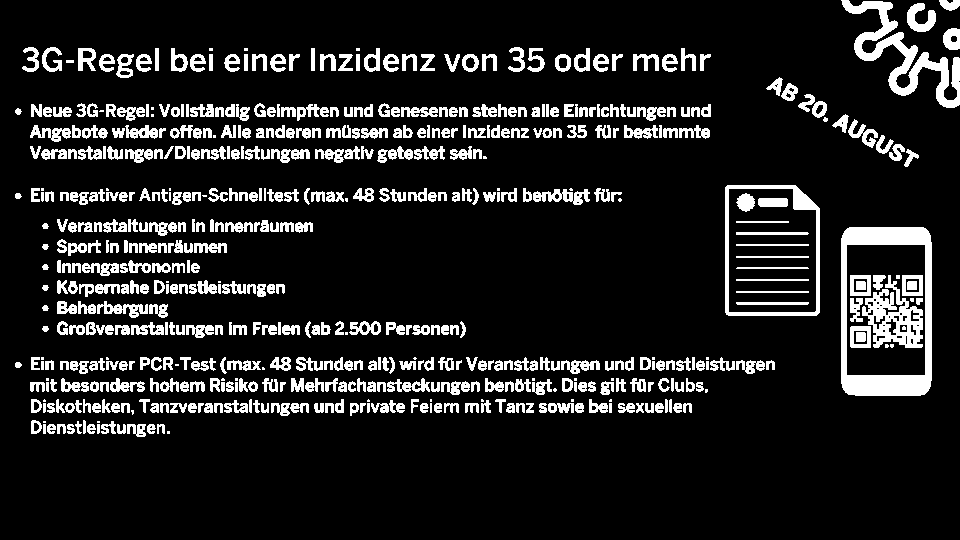 3G-Regel bei einer Inzidenz von 35 oder mehr
AB 20. AUGUST
• Neue 3G-Regel: Vollständig Geimpften und Genesenen stehen alle Einrichtungen und
Angebote wieder offen. Alle anderen müssen ab einer Inzidenz von 35 für bestimmte
Veranstaltungen/Dienstleistungen negativ getestet sein.
• Ein negativer Antigen-Schnelltest (max. 48 Stunden alt) wird benötigt für:
• Veranstaltungen in Innenräumen
• Sport in Innenräumen
• Innengastronomie
• Körpernahe Dienstleistungen
• Beherbergung
• Großveranstaltungen im Freien (ab 2.500 Personen)
• Ein negativer PCR-Test (max. 48 Stunden alt) wird für Veranstaltungen und Dienstleistungen
mit besonders hohem Risiko für Mehrfachansteckungen benötigt. Dies gilt für Clubs,
Diskotheken, Tanzveranstaltungen und private Feiern mit Tanz sowie bei sexuellen
Dienstleistungen.